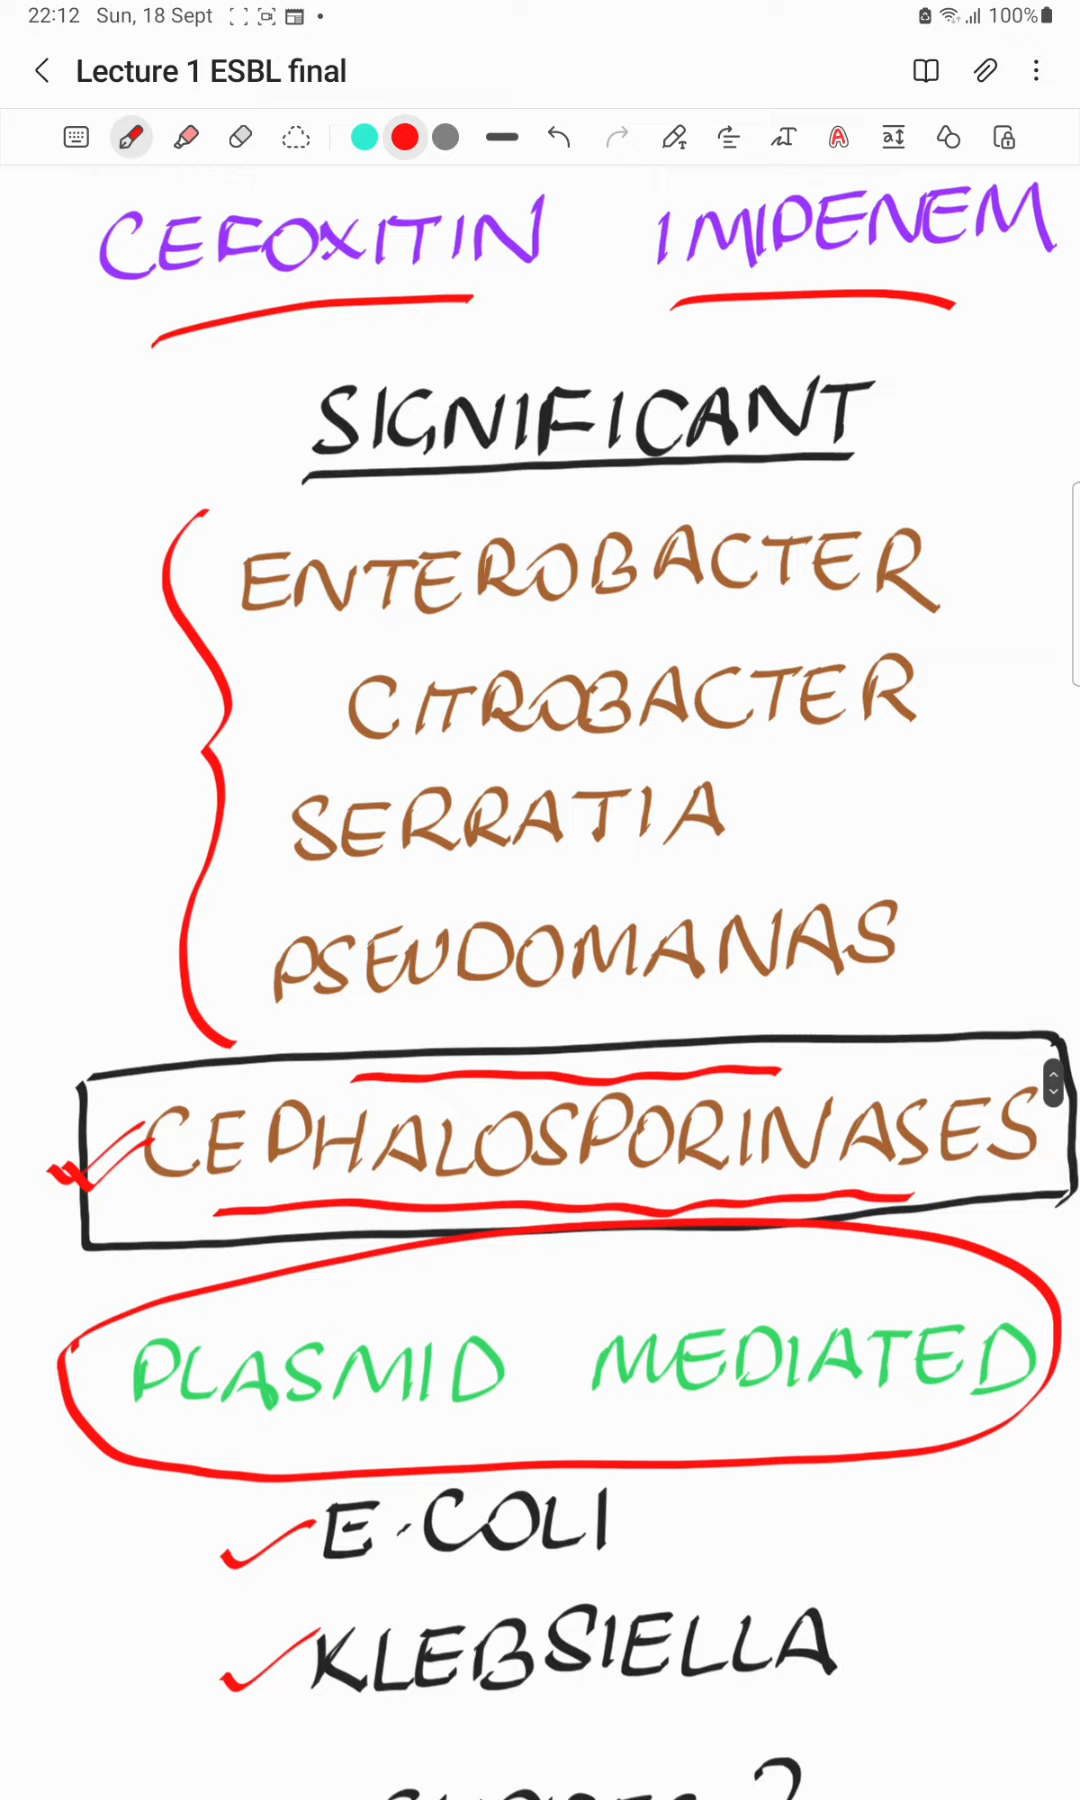 22:12 Sun, 18 Sept 100%
Lecture 1 ESBL final
CEFOXITIN IMIPENEM
SIGNIFICANT
ENTEROBACTER
CITROBACTER
SERRATIA
PSEUDOMANAS
CEPHALOSPORINASES
PLASMID MEDIATED
E.COLI
KLEBSIELLA